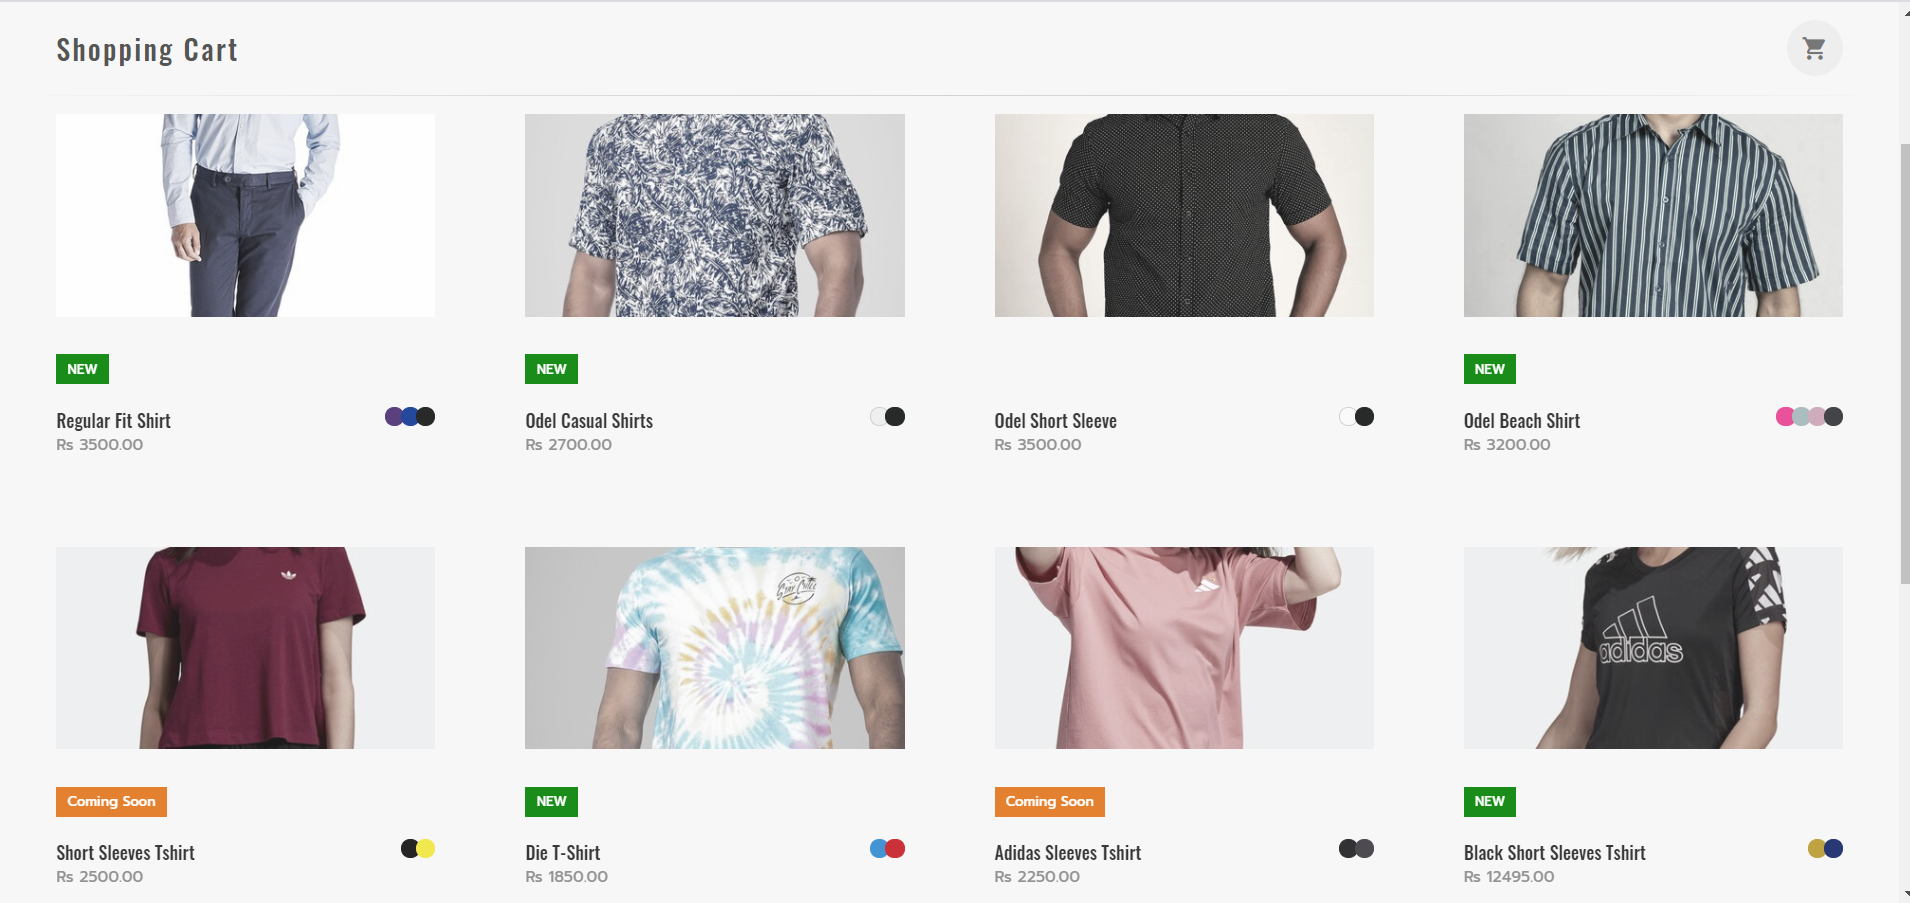 Shopping Cart
NEW
Regular Fit Shirt
Rs 3500.00
NEW
Odel Casual Shirts
Rs 2700.00
Odel Short Sleeve
Rs 3500.00
NEW
Odel Beach Shirt
Rs 3200.00
Coming Soon
Short Sleeves Tshirt
Rs 2500.00
STAY CHILL
NEW
Die T-Shirt
Rs 1850.00
Coming Soon
Adidas Sleeves Tshirt
Rs 2250.00
adidas
NEW
Black Short Sleeves Tshirt
Rs 12495.00